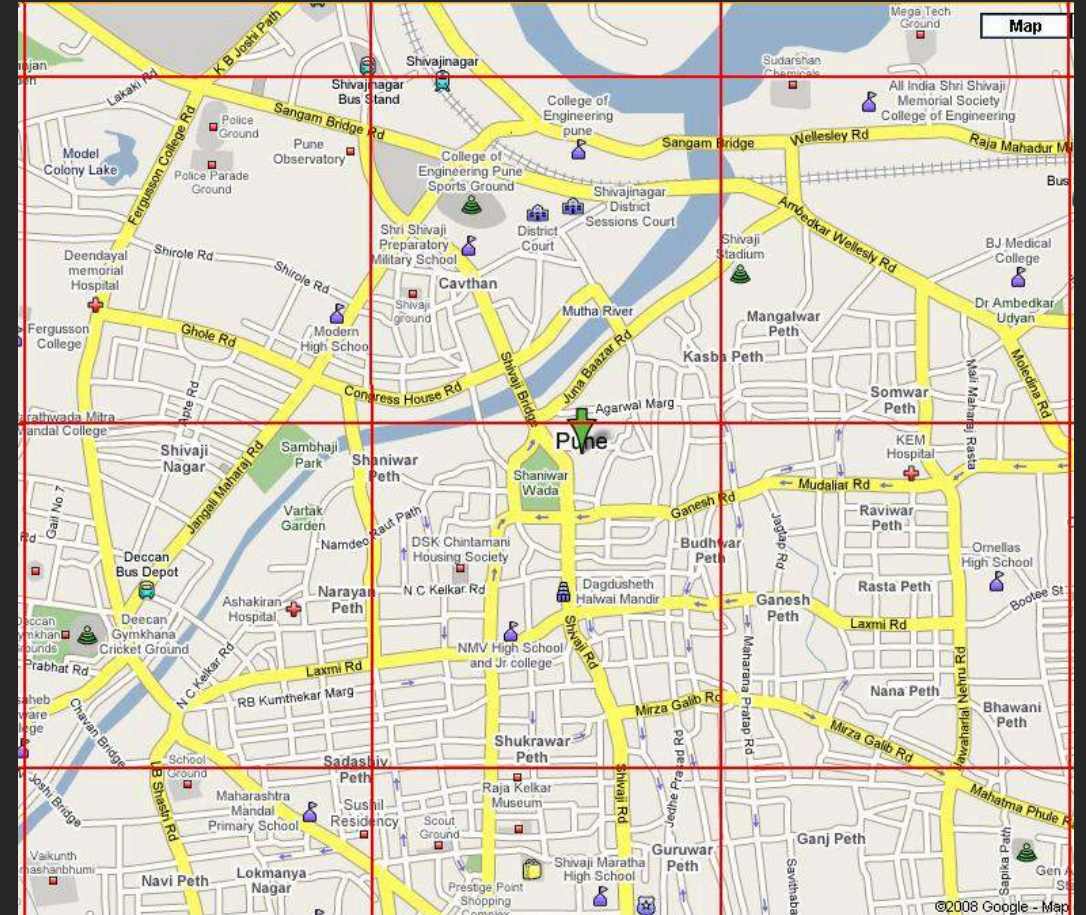 Mega Tech
Ground
Map
K B Joshi Path
Shivajinagar
Sudarshan
Chemicals
Lakaki Rd
Shivajinagar
Bus Stand
All India Shri Shivaji
Memorial Society
College of Engineering
College of
Engineering
pune
Sangam Bridge Rd
Police
Ground
Sangam Bridge
Wellesley Rd
Raja Mahadur
Pune
Observatory
Model
Colony Lake
College of
Engineering Pune
Sports Ground
Police Parade
Ground
Fergusson College Rd
Bus
Shivajinagar
District
Sessions Court
Ambedkar Wellesly Rd
District
Court
Shri Shivaji
Preparatory
Military School
Shivaji
Stadium
BJ Medical
College
Shirole Rd
Deendayal
memorial
Hospital
Shirole Rd
Cavthan
Shivaji
ground
Mutha River
Dr Ambedkar
Udyan
Mangalwar
Peth
Fergusson
College
Ghole Rd
Modern
High School
Kasba Peth
Shivaji Bridge
Juna Baazar Rd
Moledina Rd
Mali Maharaj Rasta
Congress House Rd
Apte Rd
Somwar
Peth
Agarwal Marg
arathwada Mitra
Mandal College
Pune
KEM
Hospital
Shivaji
Nagar
Sambhaji
Park
Shaniwar
Peth
Jangali Maharaj Rd
Shaniwar
Wada
Mudaliar Rd
Gail No 7
Ganesh Rd
Vartak
Garden
Raviwar
Peth
Namdeo Raut Path
Jagtap Rd
DSK Chintamani
Housing Society
Budhwar
Peth
Ornellas
High School
Deccan
Bus Depot
N C Kelkar Rd
Dagdusheth
Halwai Mandir
Rasta Peth
Narayan
Peth
Ashakiran
Hospital
Ganesh
Peth
Bootee St
Deecan
Gymkhana
Cricket Ground
Laxmi Rd
Shivaji Rd
NMV High School
and Jr college
Prabhat Rd
Laxmi Rd
N C Kelkar Rd
Maharana Pratap Rd
Jawaharlal Nehru Rd
RB Kumthekar Marg
Nana Peth
Mirza Galib Rd
Bhawani
Peth
Chavan Bridge
Mirza Galib Rd
Shukrawar
Peth
School
Ground
Sadashiv
Peth
Joshi Bridge
LB Shastri Rd
Shivaji Rd
Jedhe Prasad Rd
Raja Kelkar
Museum
Mahatma Phule
Maharashtra
Mandal
Primary School
Sushil
Residency
Scout
Ground
Ganj Peth
Sapika Path
Guruwar
Peth
Vaikunth
Shivaji Maratha
High School
Savithaba
Navi Peth
Lokmanya
Nagar
Prestige Point
Shopping
Complex
©2008 Google - Map